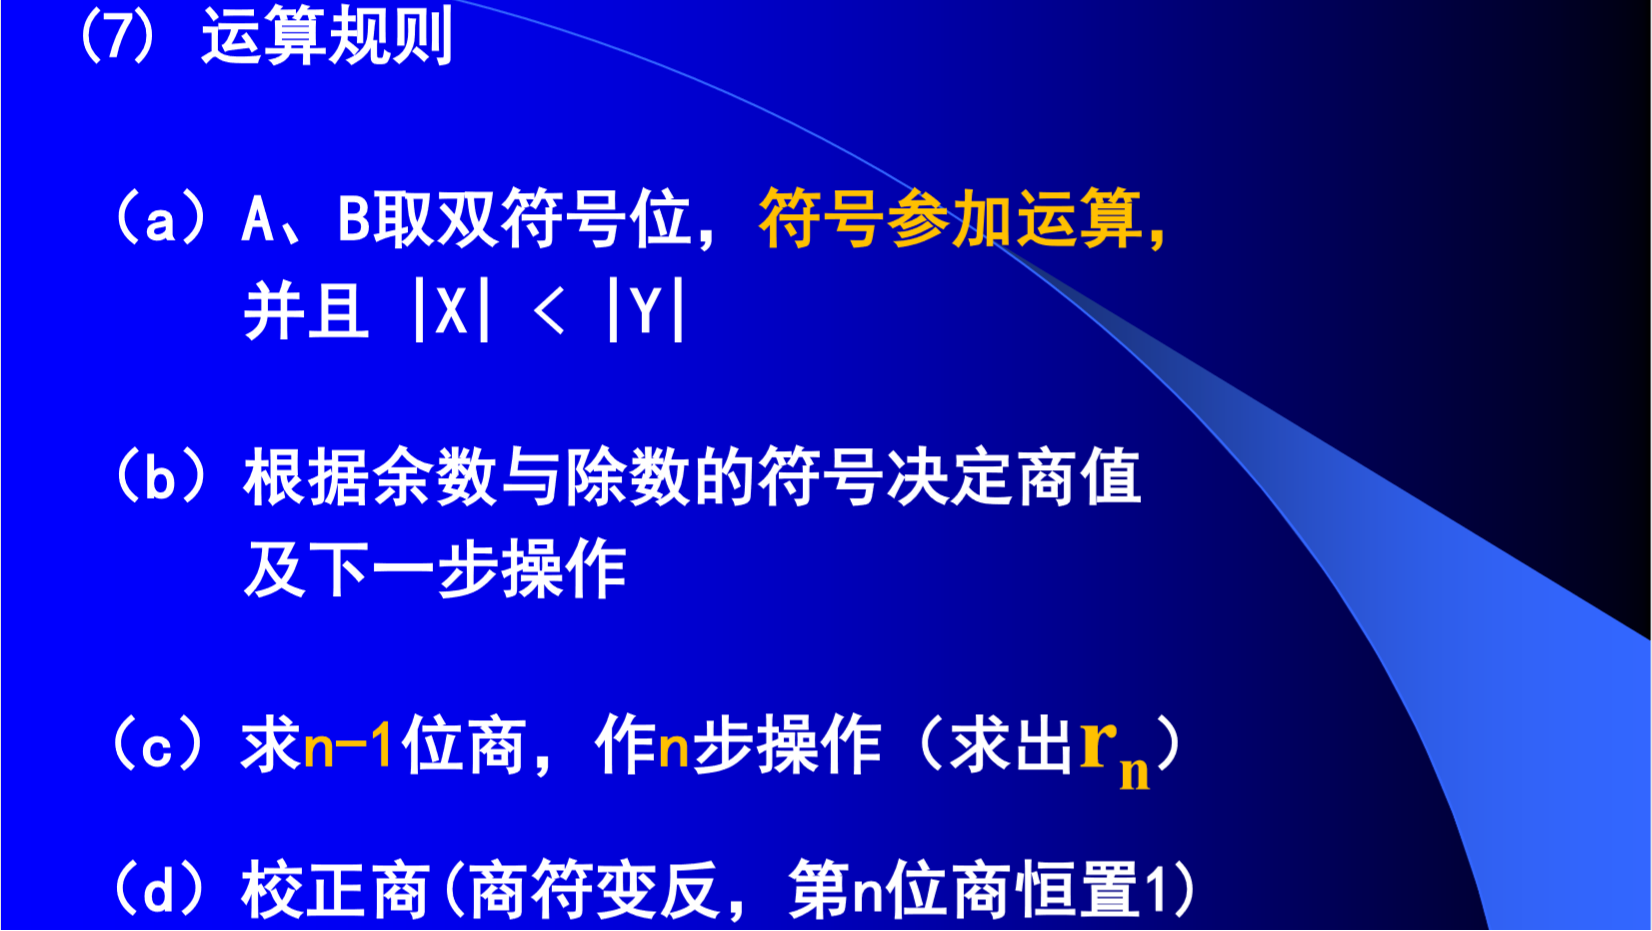 (7) 运算规则
（a）A、B取双符号位，符号参加运算，
并且 |X| < |Y|
（b）根据余数与除数的符号决定商值
及下一步操作
（c）求n-1位商，作n步操作（求出rn）
（d）校正商(商符变反，第n位商恒置1)